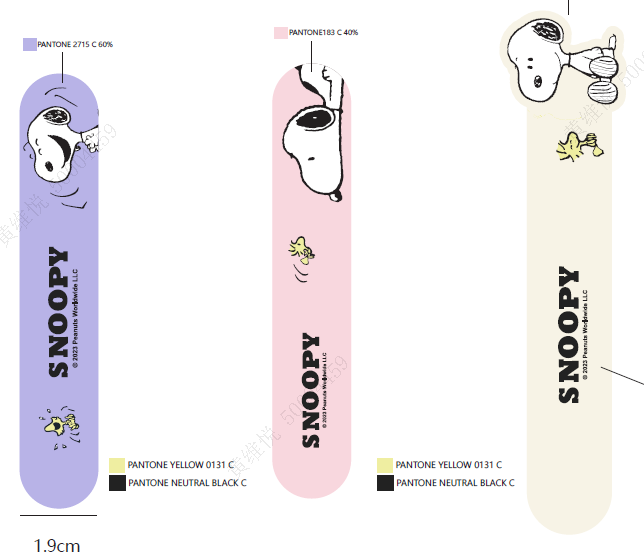 PANTONE 2715 C 60%
PANTONE183 C 40%
SNOOPY
© 2023 Peanuts Worldwide LLC
SNOOPY
© 2023 Peanuts Worldwide LLC
SNOOPY
© 2023 Peanuts Worldwide LLC
PANTONE YELLOW 0131 C
PANTONE NEUTRAL BLACK C
PANTONE YELLOW 0131 C
PANTONE NEUTRAL BLACK C
1.9cm